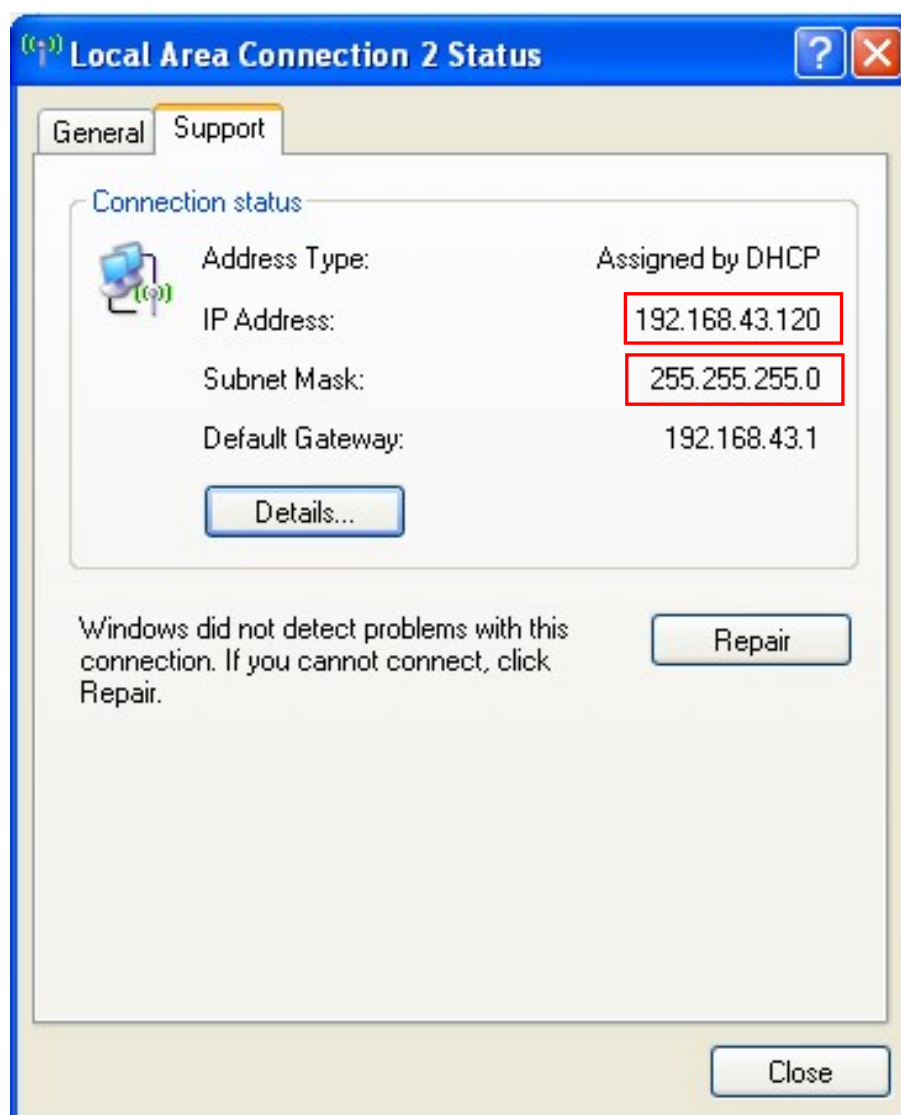 Local Area Connection 2 Status
General Support
Connection status
Address Type: Assigned by DHCP
IP Address: 192.168.43.120
Subnet Mask: 255.255.255.0
Default Gateway: 192.168.43.1
Details...
Windows did not detect problems with this
connection. If you cannot connect, click
Repair.
Repair
Close